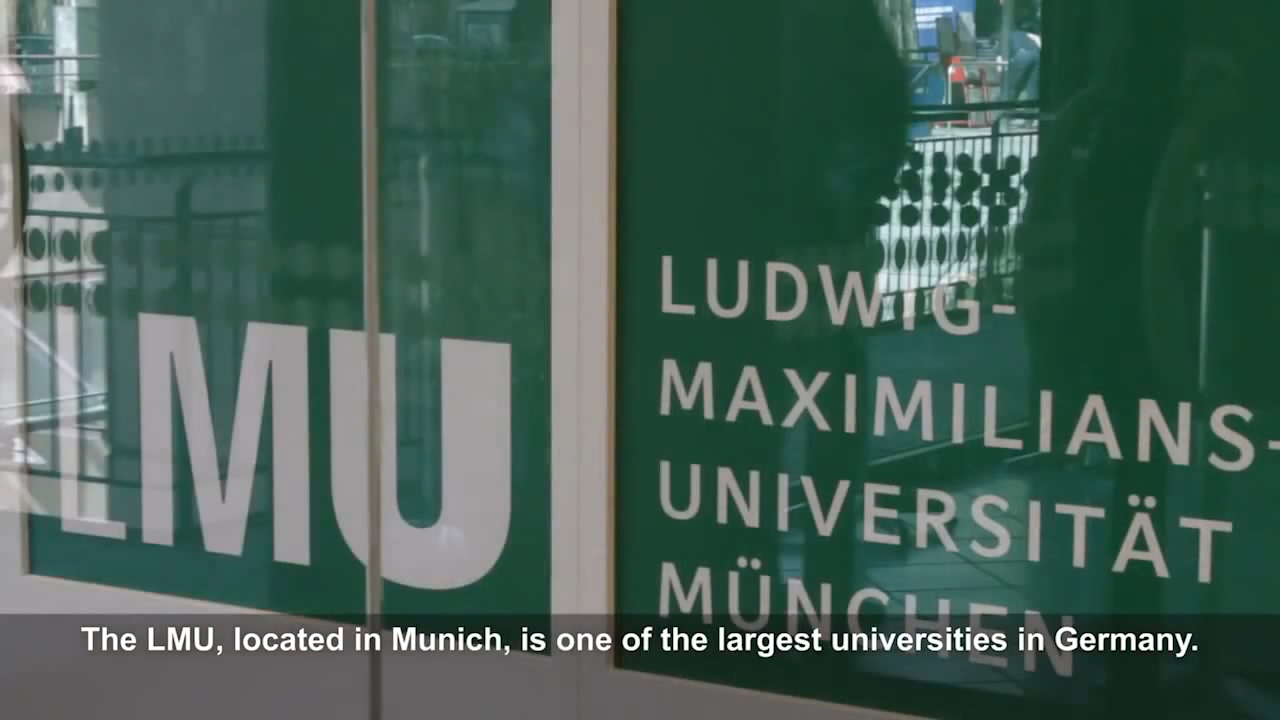 LMU
LUDWIG-
MAXIMILIANS-
UNIVERSITÄT
MÜNCHEN
The LMU, located in Munich, is one of the largest universities in Germany.